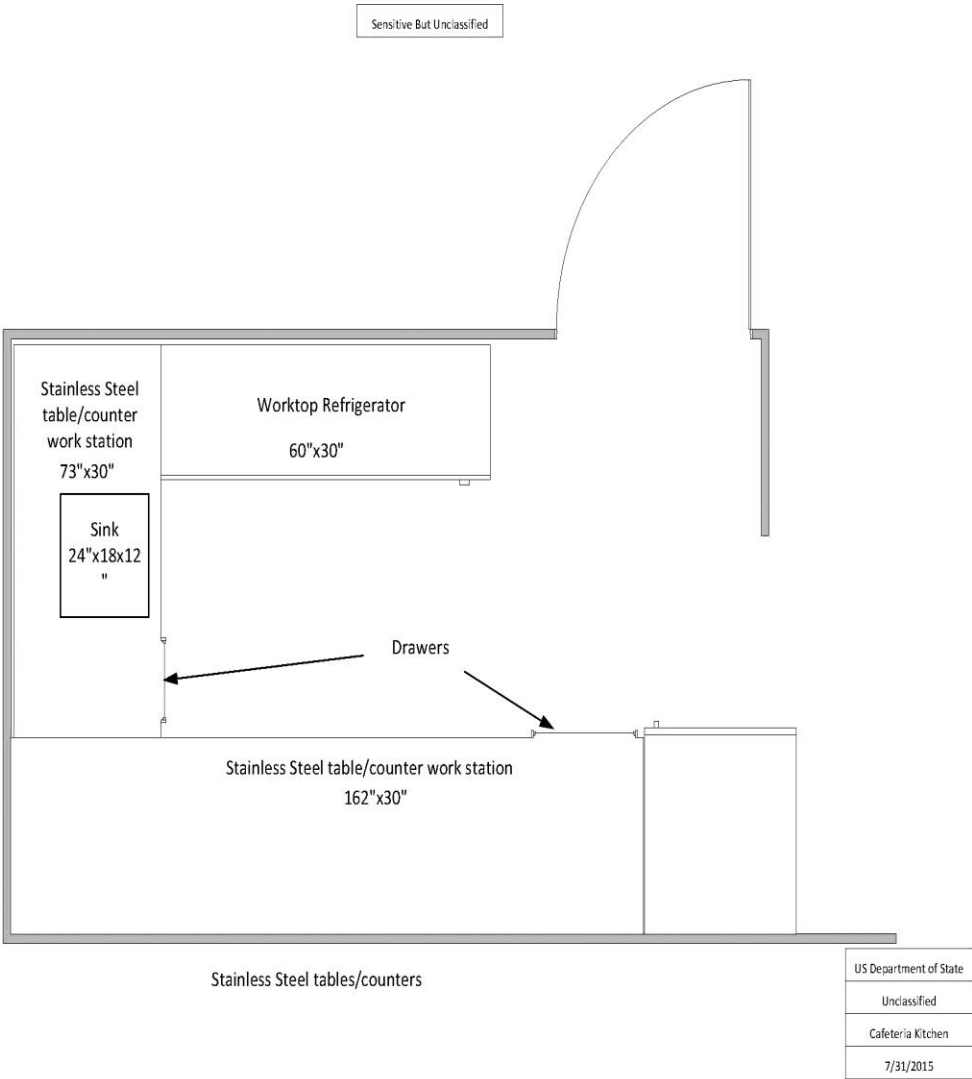 Sensitive But Unclassified
Stainless Steel
table/counter
work station
73"x30"
Worktop Refrigerator
60"x30"
Sink
24"x18x12
"
Drawers
Stainless Steel table/counter work station
162"x30"
Stainless Steel tables/counters
US Department of State
Unclassified
Cafeteria Kitchen
7/31/2015